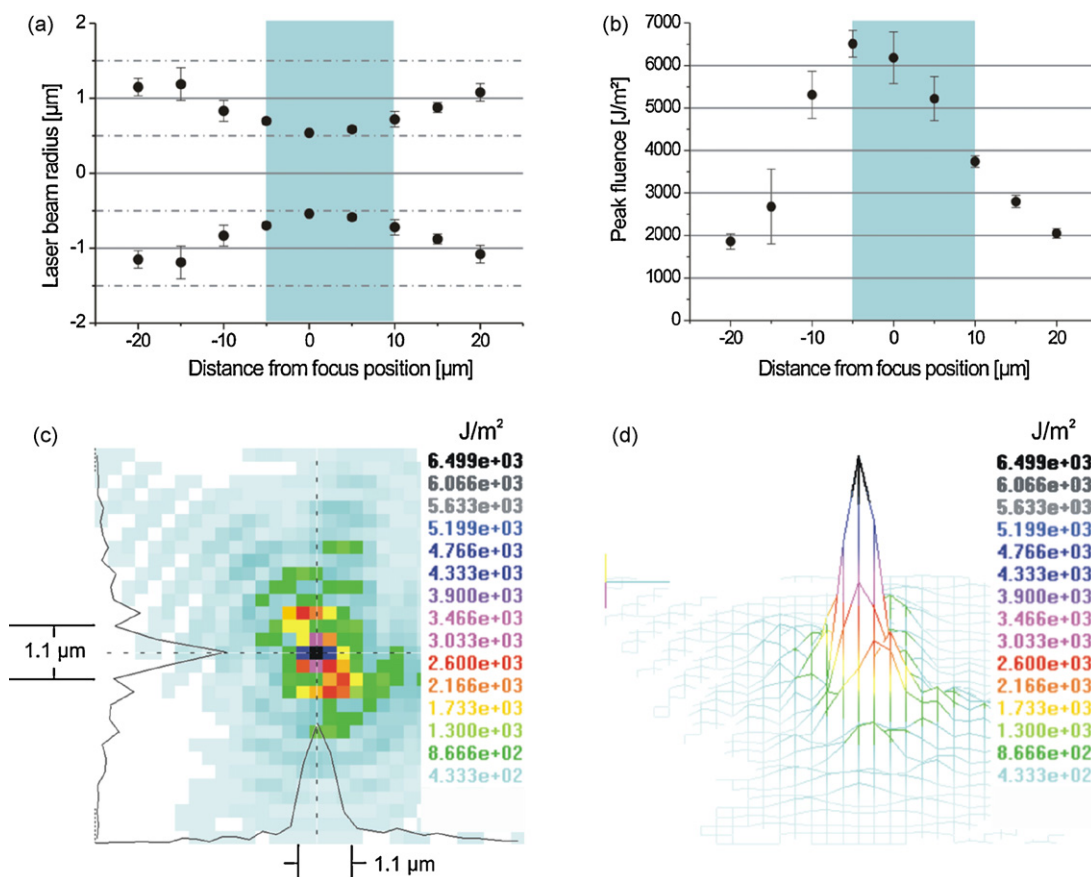 (a)
Laser beam radius [µm]
2
1
0
-1
-2
-20 -10 0 10 20
Distance from focus position [µm]
(b)
Peak fluence [J/m²]
7000
6000
5000
4000
3000
2000
1000
0
-20 -10 0 10 20
Distance from focus position [µm]
(c)
J/m²
6.499e+03
6.066e+03
5.633e+03
5.199e+03
4.766e+03
4.333e+03
3.900e+03
3.466e+03
3.033e+03
2.600e+03
2.166e+03
1.733e+03
1.300e+03
8.666e+02
4.333e+02
1.1 µm
1.1 µm
(d)
J/m²
6.499e+03
6.066e+03
5.633e+03
5.199e+03
4.766e+03
4.333e+03
3.900e+03
3.466e+03
3.033e+03
2.600e+03
2.166e+03
1.733e+03
1.300e+03
8.666e+02
4.333e+02